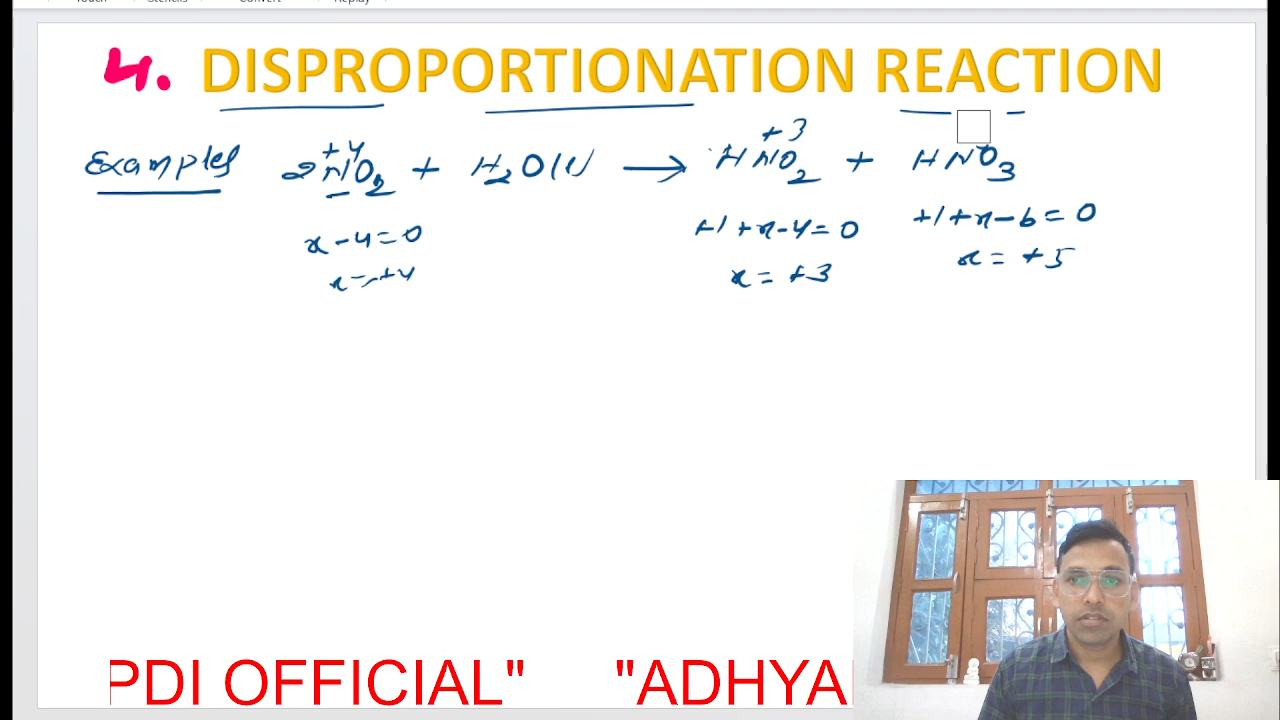 4. DISPROPORTIONATION REACTION
+4 +3
Examples 2NO2 + H2O(l) → HNO2 + HNO3
x-4=0 +1+x-4=0 +1+x-6=0
x=+4 x=+3 x=+5
PDI OFFICIAL" "ADHYA